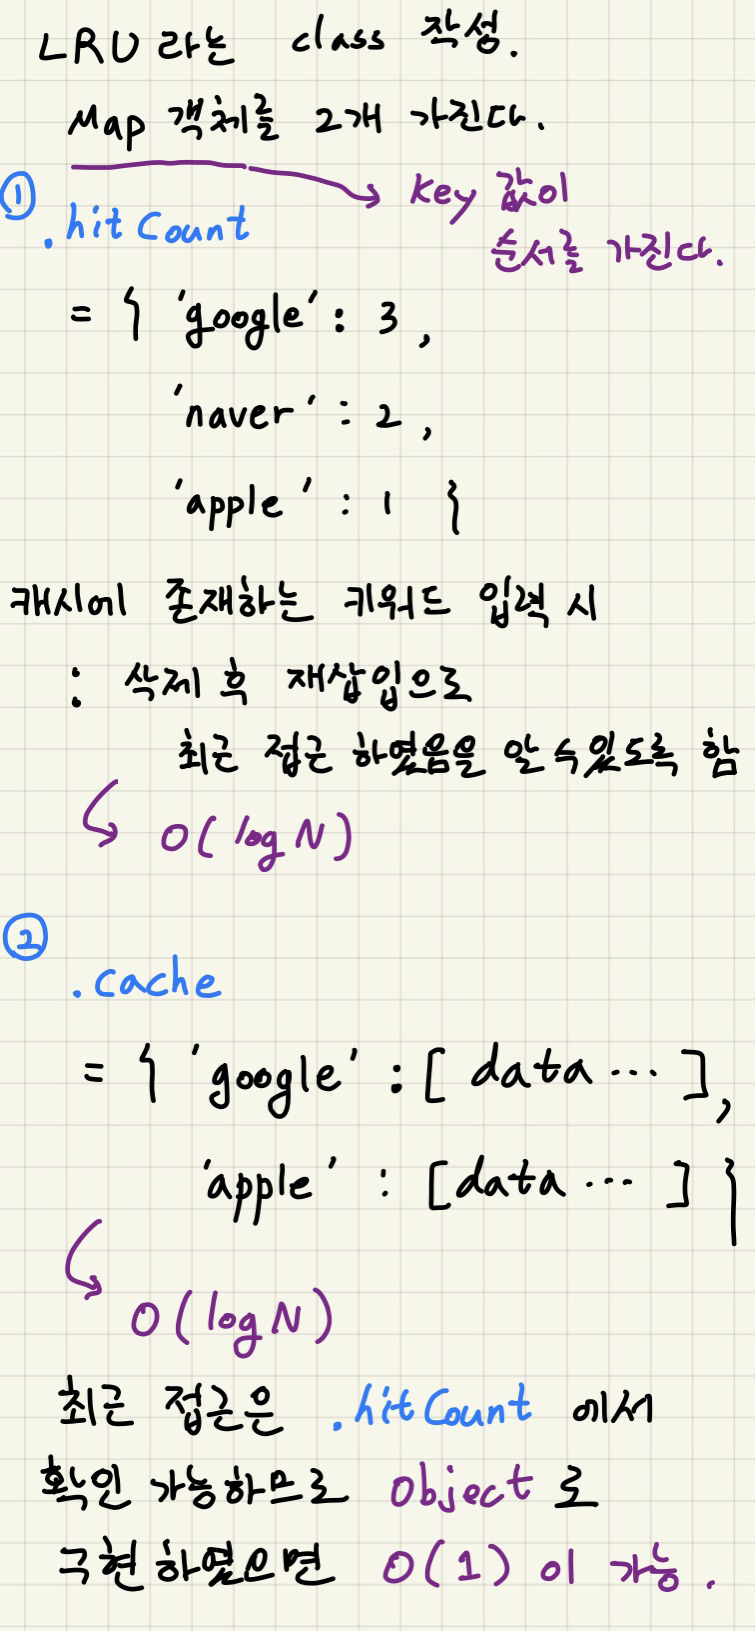 LRU 라는 class 작성.
Map 객체를 2개 가진다.
key 값이
순서를 가진다.
① .hitCount
= { 'google' : 3 ,
'naver' : 2 ,
'apple' : 1 }
캐시에 존재하는 키워드 입력 시
: 삭제 후 재삽입으로
최근 접근 하였음을 알 수 있도록 함
O( log N )
②
.cache
= { 'google' : [ data ... ] ,
'apple' : [ data ... ] }
O( log N )
최근 접근은 .hitCount 에서
확인 가능하므로 Object 로
구현 하였으면 O(1) 이 가능.